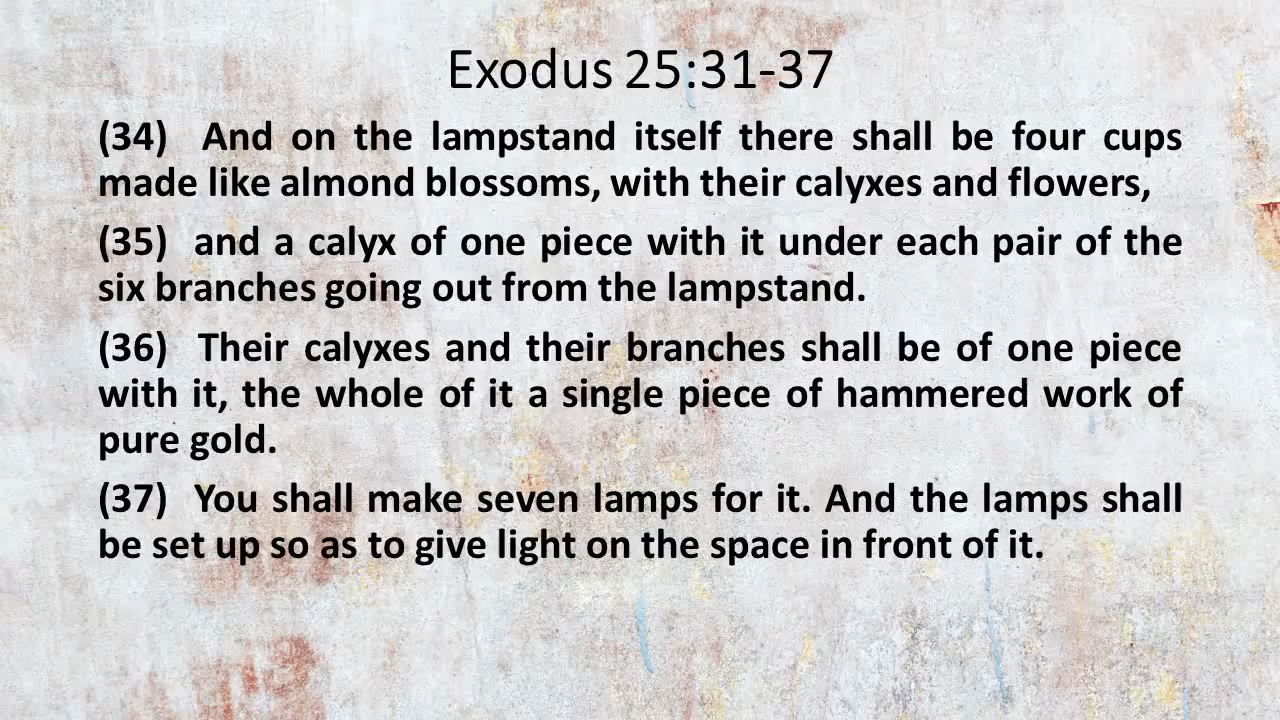 Exodus 25:31-37
(34) And on the lampstand itself there shall be four cups
made like almond blossoms, with their calyxes and flowers,
(35) and a calyx of one piece with it under each pair of the
six branches going out from the lampstand.
(36) Their calyxes and their branches shall be of one piece
with it, the whole of it a single piece of hammered work of
pure gold.
(37) You shall make seven lamps for it. And the lamps shall
be set up so as to give light on the space in front of it.